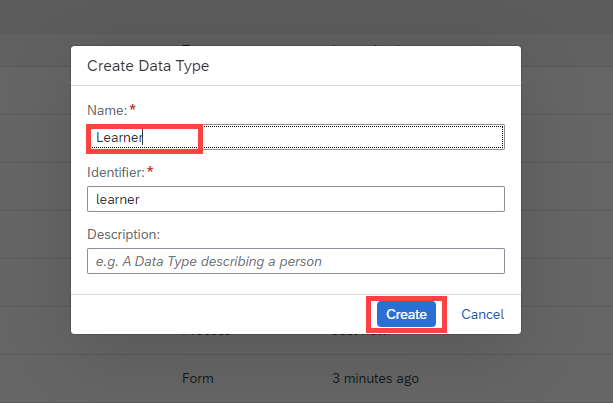 Create Data Type
Name: *
Learner
Identifier: *
learner
Description:
e.g. A Data Type describing a person
Create Cancel
Form 3 minutes ago